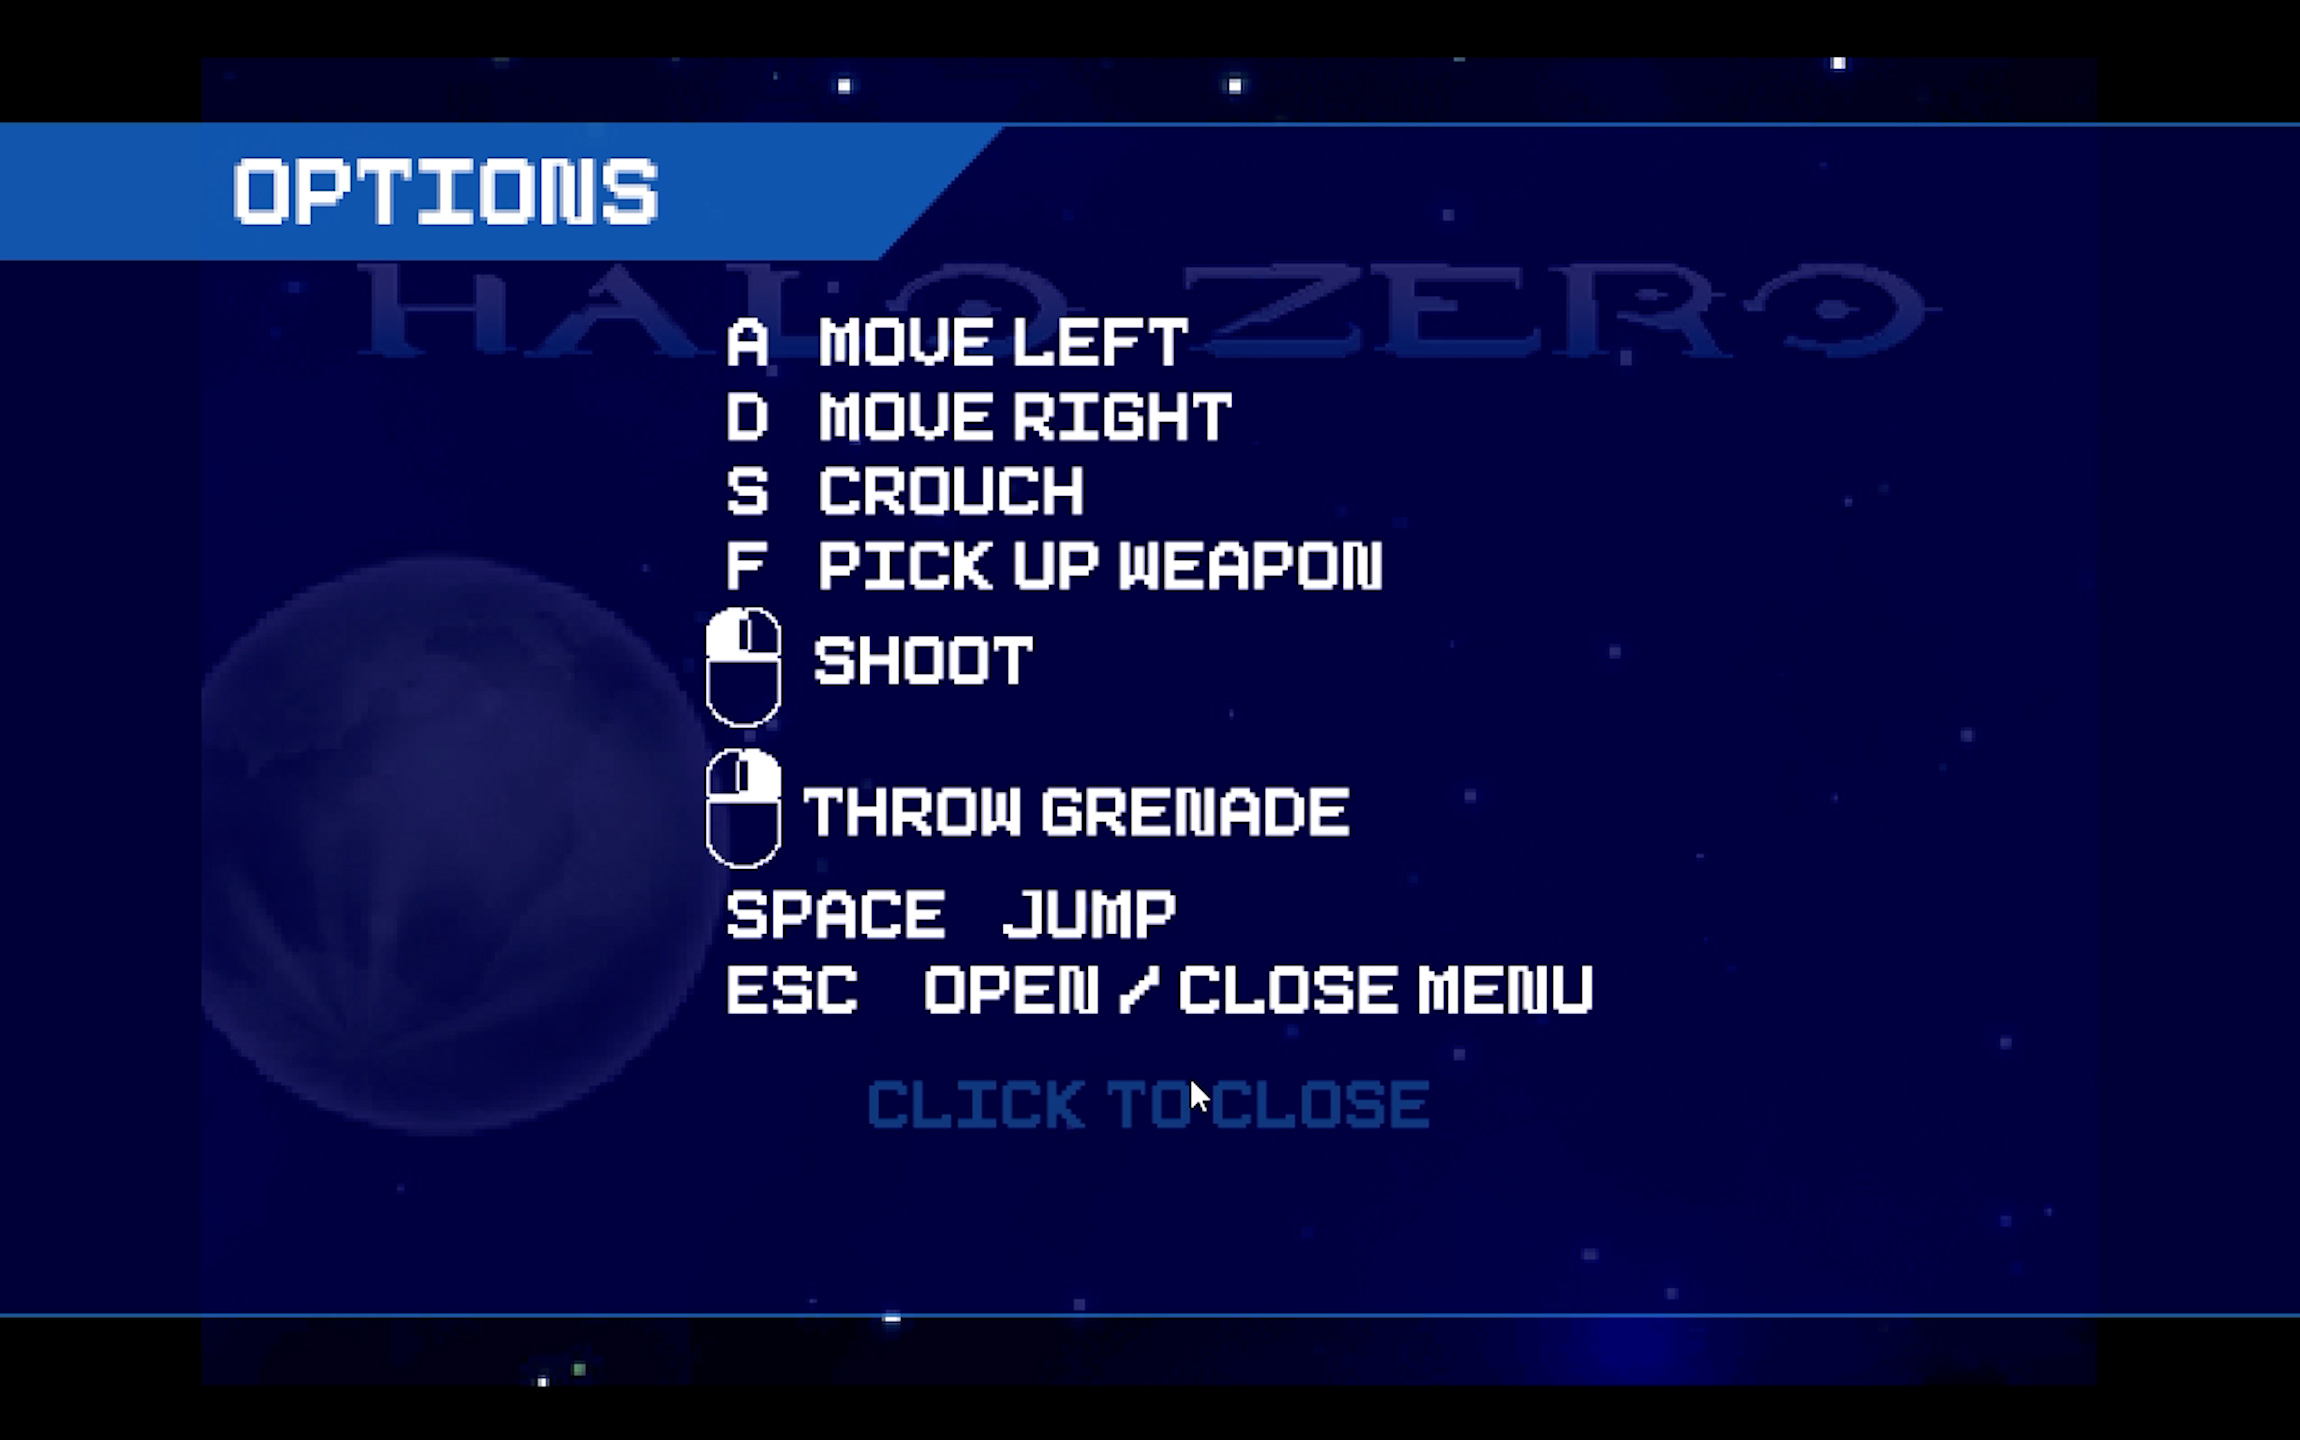 OPTIONS
HALO ZERO
A MOVE LEFT
D MOVE RIGHT
S CROUCH
F PICK UP WEAPON
SHOOT
THROW GRENADE
SPACE JUMP
ESC OPEN / CLOSE MENU
CLICK TO CLOSE